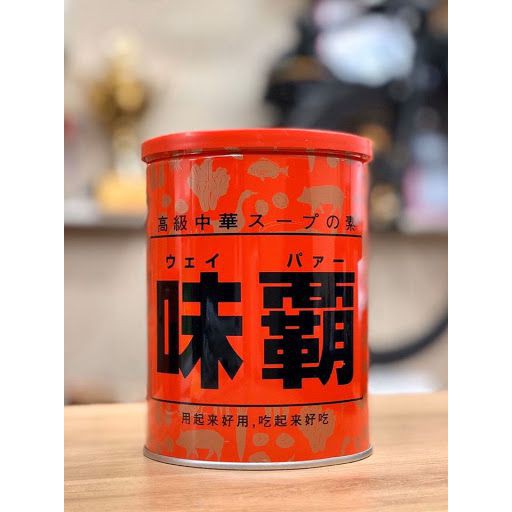 高級中華スープの素
ウェイ パァー
味覇
用起来好用,吃起来好吃